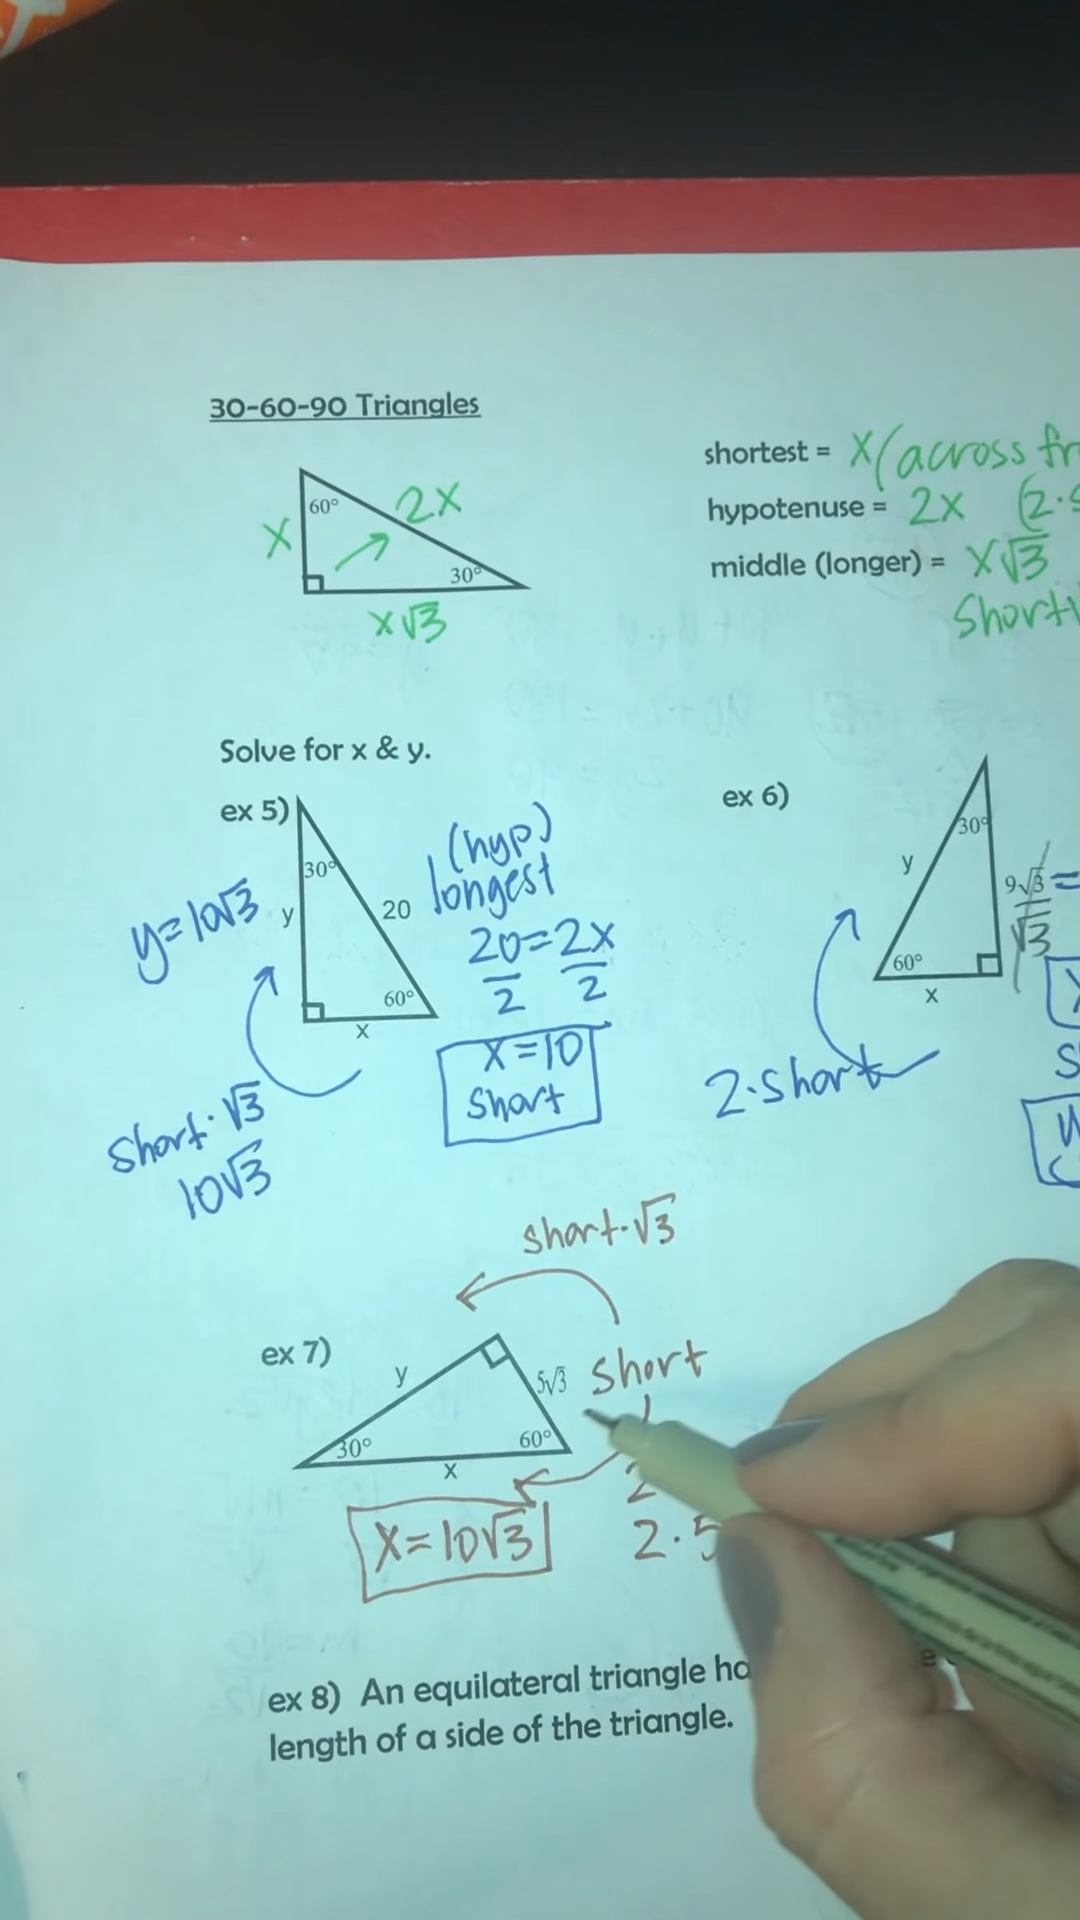 30-60-90 Triangles
60°
30°
X
2X
X√3
shortest = X (across
hypotenuse = 2X (2·
middle (longer) = X√3
Short
Solve for x & y.
ex 5)
30°
y
20
60°
x
y=10√3
(hyp)
longest
20=2x
2 2
x=10
Short
Short·√3
10√3
ex 6)
30°
y
9√3 =
√3
60°
x
2·Short
short·√3
ex 7)
y
5√3
short
30°
60°
x
X=10√3
2
2·5
ex 8) An equilateral triangle
length of a side of the triangle.